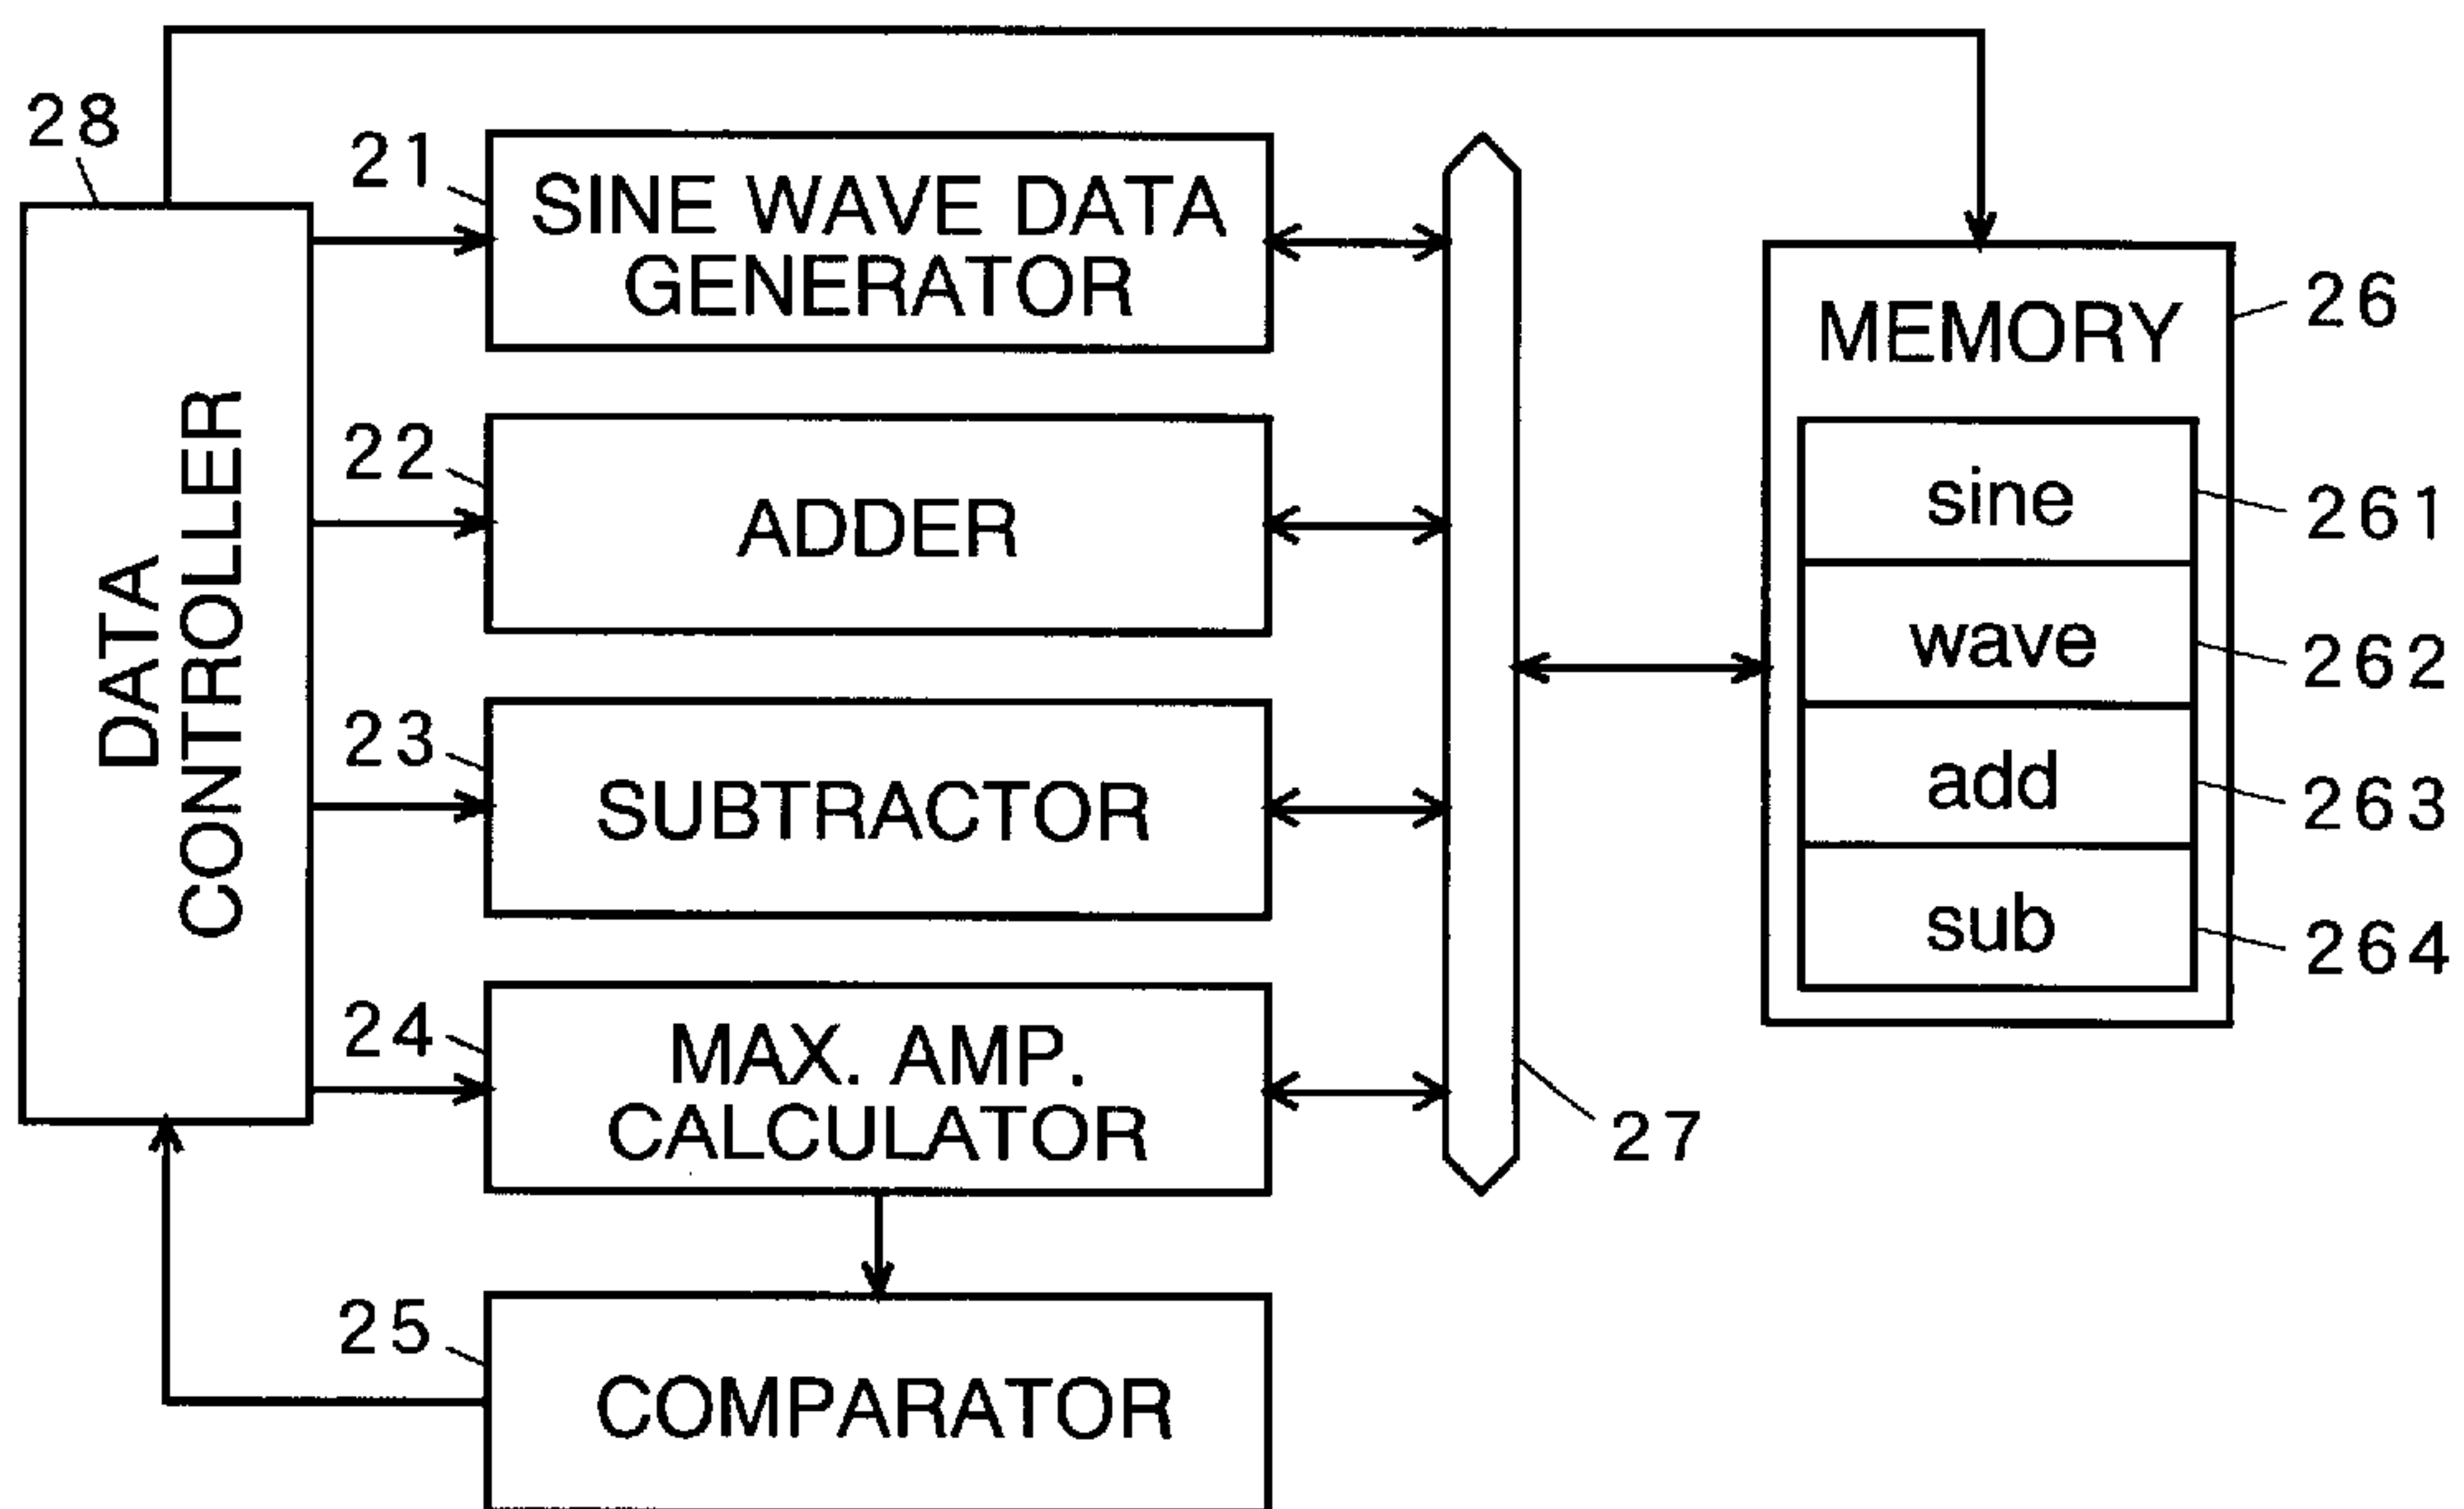 28
DATA
CONTROLLER
21
SINE WAVE DATA
GENERATOR
22
ADDER
23
SUBTRACTOR
24
MAX. AMP.
CALCULATOR
25
COMPARATOR
27
MEMORY
26
sine
261
wave
262
add
263
sub
264